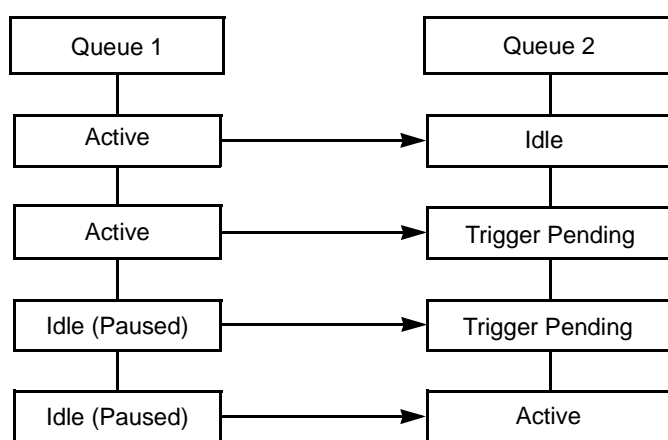 Queue 1
Queue 2
Active
Idle
Active
Trigger Pending
Idle (Paused)
Trigger Pending
Idle (Paused)
Active